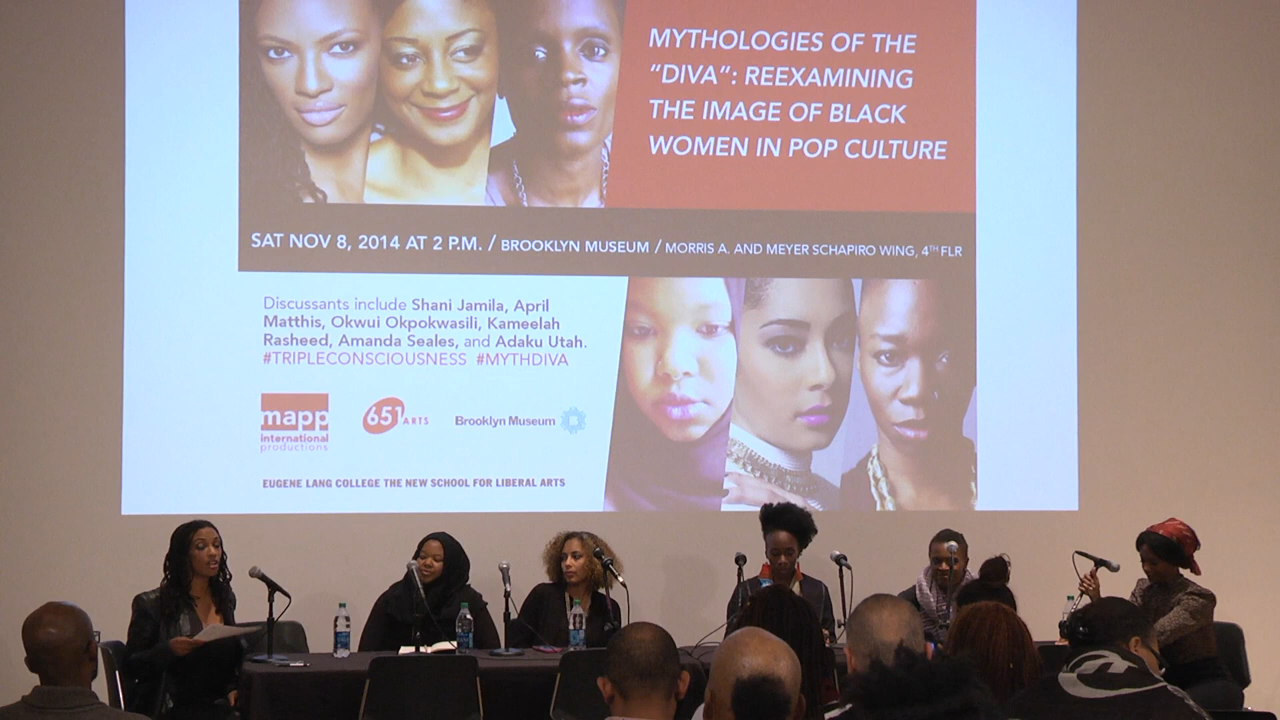 MYTHOLOGIES OF THE
"DIVA": REEXAMINING
THE IMAGE OF BLACK
WOMEN IN POP CULTURE
SAT NOV 8, 2014 AT 2 P.M. / BROOKLYN MUSEUM / MORRIS A. AND MEYER SCHAPIRO WING, 4TH FLR
Discussants include Shani Jamila, April
Matthis, Okwui Okpokwasili, Kameelah
Rasheed, Amanda Seales, and Adaku Utah.
#TRIPLECONSCIOUSNESS #MYTHDIVA
mapp
international
productions
651 ARTS
Brooklyn Museum
B
EUGENE LANG COLLEGE THE NEW SCHOOL FOR LIBERAL ARTS